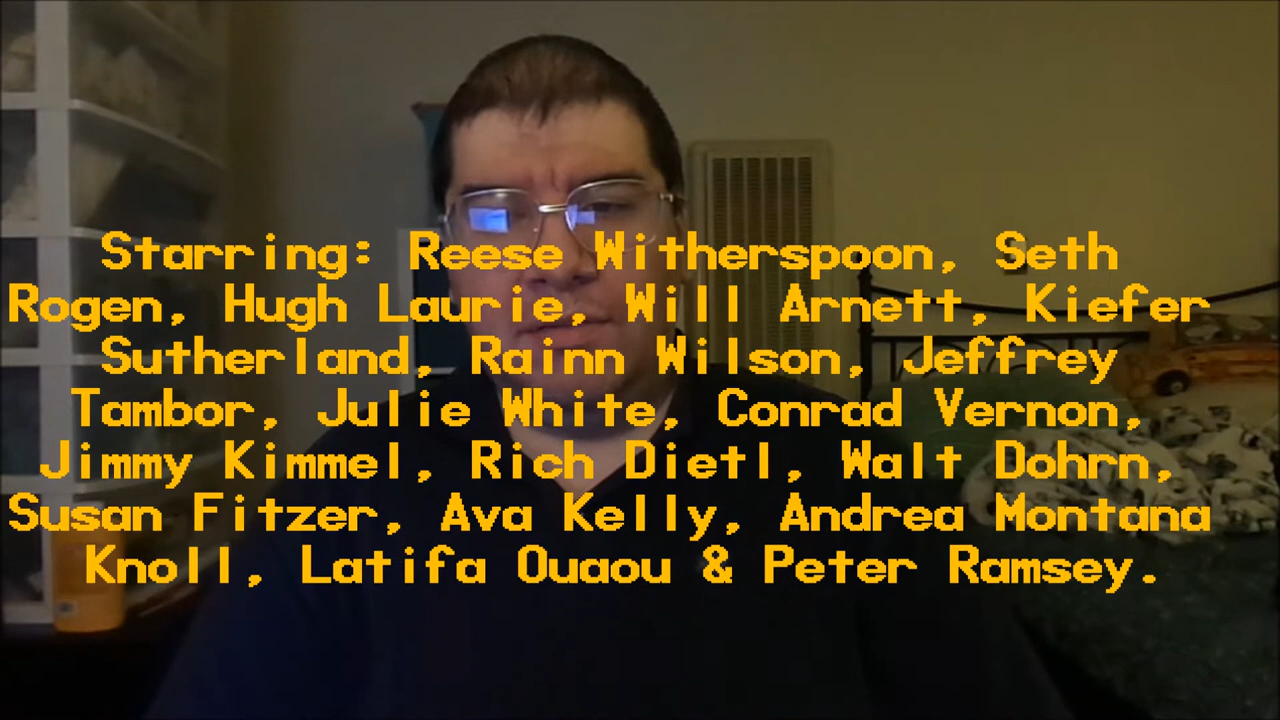 Starring: Reese Witherspoon, Seth
Rogen, Hugh Laurie, Will Arnett, Kiefer
Sutherland, Rainn Wilson, Jeffrey
Tambor, Julie White, Conrad Vernon,
Jimmy Kimmel, Rich Dietl, Walt Dohrn,
Susan Fitzer, Ava Kelly, Andrea Montana
Knoll, Latifa Ouaou & Peter Ramsey.